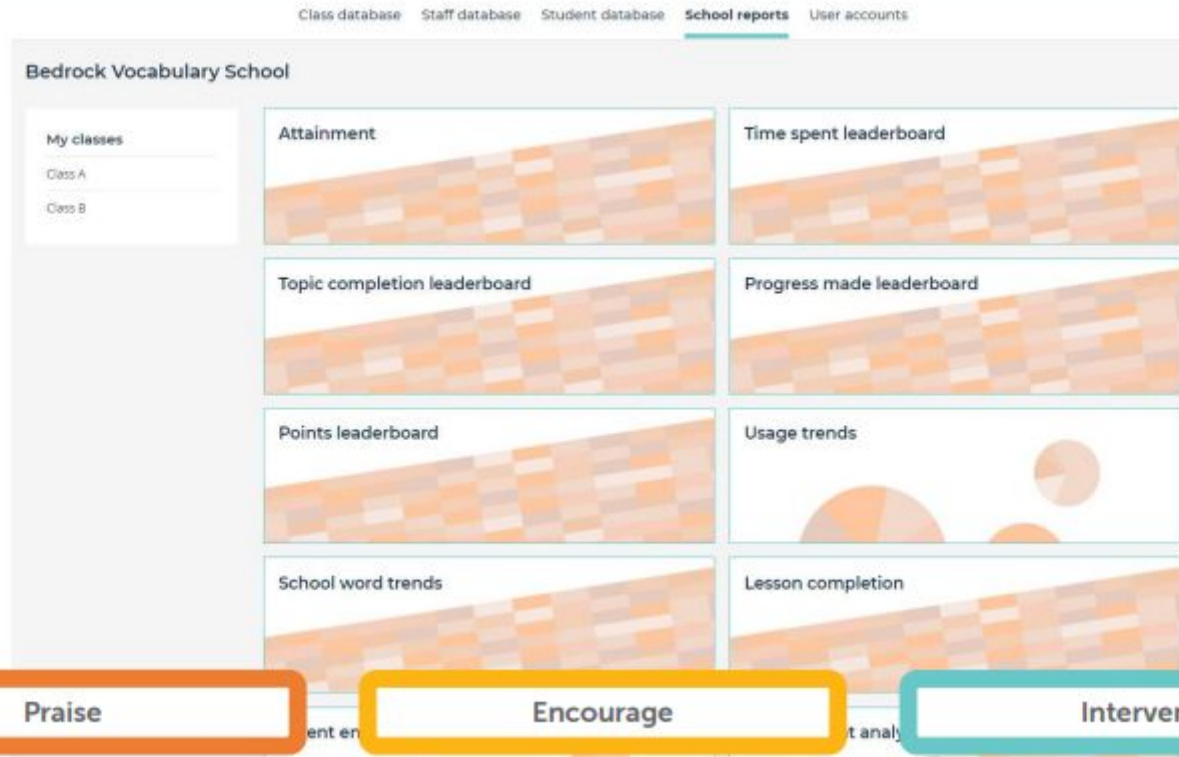 Class database Staff database Student database School reports User accounts
Bedrock Vocabulary School
My classes
Class A
Class B
Attainment
Time spent leaderboard
Topic completion leaderboard
Progress made leaderboard
Points leaderboard
Usage trends
School word trends
Lesson completion
Praise
Encourage